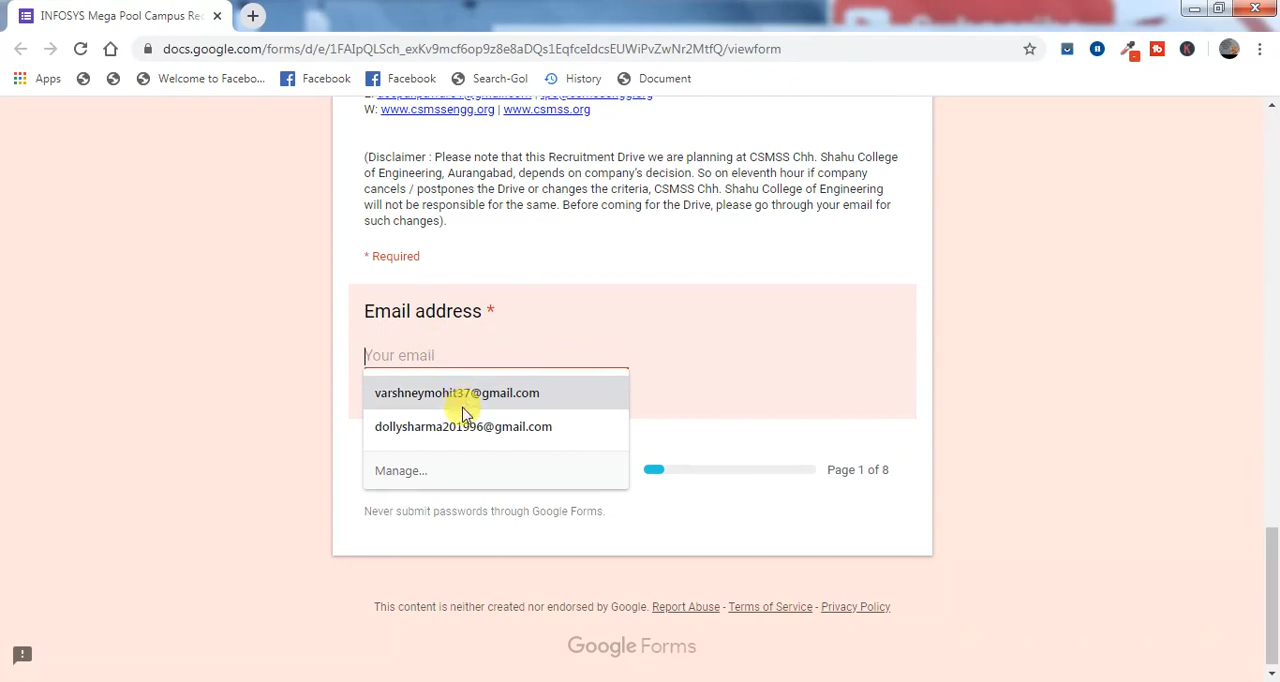 INFOSYS Mega Pool Campus Rec
docs.google.com/forms/d/e/1FAIpQLSch_exKv9mt6op9z8e8aDQs1EqfceIdcsEUWiPvZwNr2MtfQ/viewform
Apps
Welcome to Facebo...
Facebook
Facebook
Search-Gol
History
Document
W: www.csmssengg.org | www.csmss.org
(Disclaimer : Please note that this Recruitment Drive we are planning at CSMSS Chh. Shahu College
of Engineering, Aurangabad, depends on company's decision. So on eleventh hour if company
cancels / postpones the Drive or changes the criteria, CSMSS Chh. Shahu College of Engineering
will not be responsible for the same. Before coming for the Drive, please go through your email for
such changes).
* Required
Email address *
Your email
varshneymohit37@gmail.com
dollysharma201996@gmail.com
Manage...
Page 1 of 8
Never submit passwords through Google Forms.
This content is neither created nor endorsed by Google. Report Abuse - Terms of Service - Privacy Policy
Google Forms